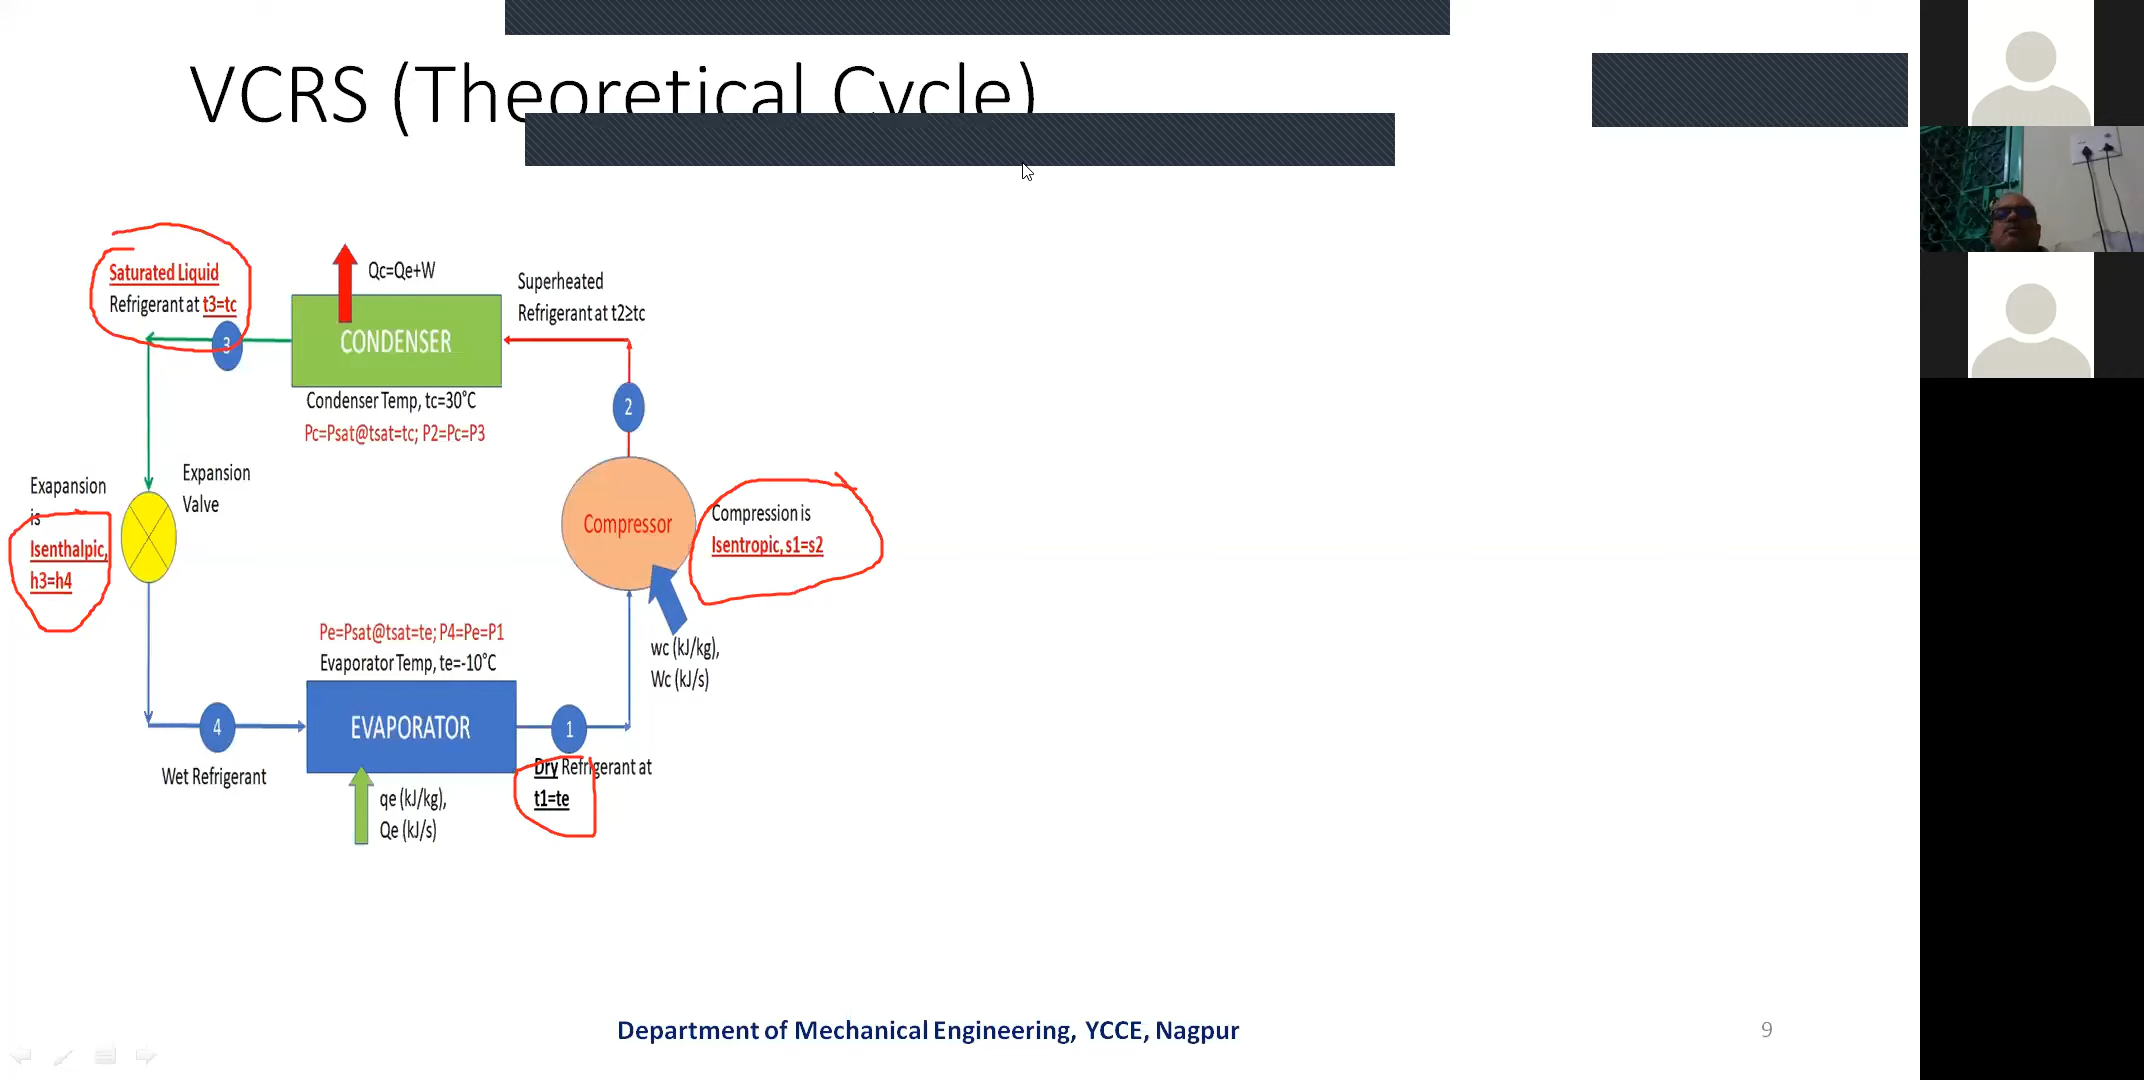 VCRS (Theoretical Cycle)
Saturated Liquid
Refrigerant at t3=tc
Qc=Qe+W
Superheated
Refrigerant at t2≥tc
3
CONDENSER
2
Condenser Temp, tc=30°C
Pc=Psat@tsat=tc; P2=Pc=P3
Exapansion
is
Isenthalpic,
h3=h4
Expansion
Valve
Compressor
Compression is
Isentropic, s1=s2
Pe=Psat@tsat=te; P4=Pe=P1
Evaporator Temp, te=-10°C
wc (kJ/kg),
Wc (kJ/s)
4
EVAPORATOR
1
Wet Refrigerant
Dry Refrigerant at
t1=te
qe (kJ/kg),
Qe (kJ/s)
Department of Mechanical Engineering, YCCE, Nagpur
9